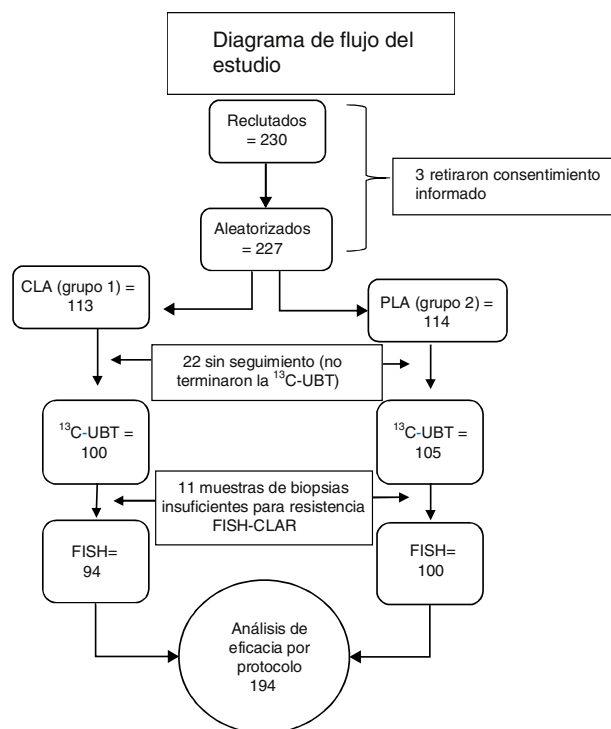 Diagrama de flujo del
estudio
Reclutados
= 230
3 retiraron consentimiento
informado
Aleatorizados
= 227
CLA (grupo 1) =
113
PLA (grupo 2) =
114
22 sin seguimiento (no
terminaron la ¹³C-UBT)
¹³C-UBT =
100
¹³C-UBT =
105
11 muestras de biopsias
insuficientes para resistencia
FISH-CLAR
FISH=
94
FISH=
100
Análisis de
eficacia por
protocolo
194